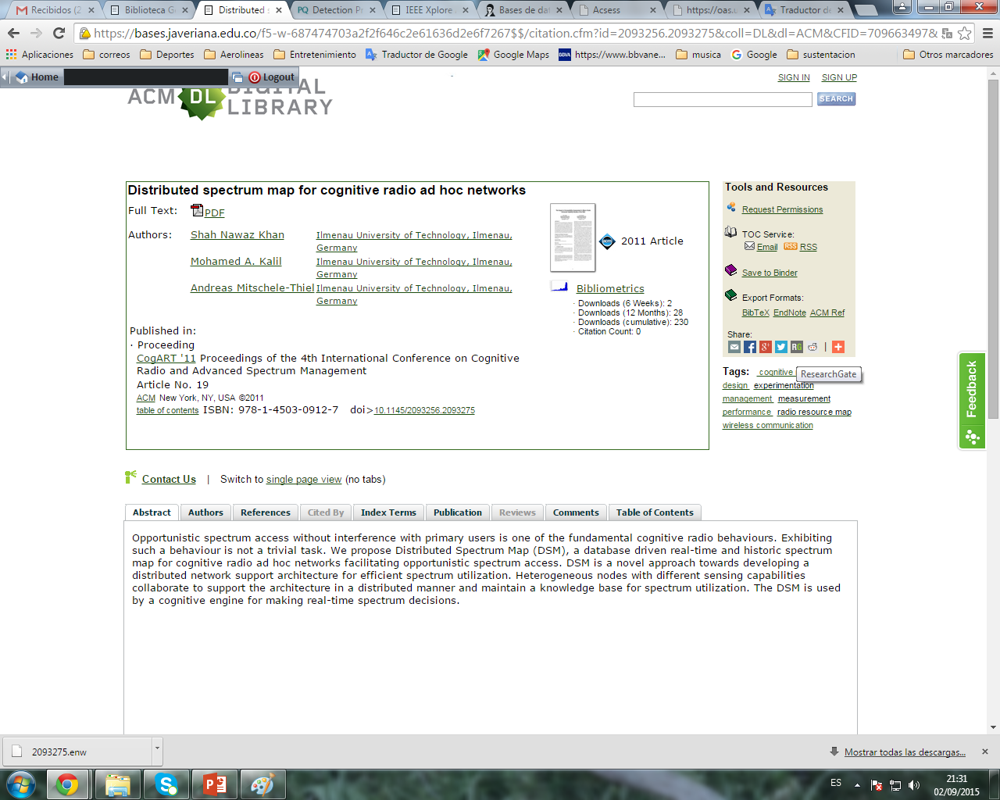 Recibidos (2
Biblioteca Ge
Distributed s
PQ Detection Pr
IEEE Xplore
Bases de dat
Acsess
https://oas.u
Traductor de
https://bases.javeriana.edu.co/f5-w-687474703a2f2f646c2e61636d2e6f7267$$/citation.cfm?id=2093256.2093275&coll=DL&dl=ACM&CFID=709663497&
Aplicaciones correos Deportes Aerolineas Entretenimiento Traductor de Google Google Maps BBVA https://www.bbvane... musica Google sustentacion Otros marcadores
Home Logout
SIGN IN SIGN UP
ACM DL DIGITAL
LIBRARY
SEARCH
Distributed spectrum map for cognitive radio ad hoc networks
Full Text: PDF
Authors: Shah Nawaz Khan Ilmenau University of Technology, Ilmenau,
Germany
Mohamed A. Kalil Ilmenau University of Technology, Ilmenau,
Germany
Andreas Mitschele-Thiel Ilmenau University of Technology, Ilmenau,
Germany
2011 Article
Bibliometrics
· Downloads (6 Weeks): 2
· Downloads (12 Months): 28
· Downloads (cumulative): 230
· Citation Count: 0
Published in:
· Proceeding
CogART '11 Proceedings of the 4th International Conference on Cognitive
Radio and Advanced Spectrum Management
Article No. 19
ACM New York, NY, USA ©2011
table of contents ISBN: 978-1-4503-0912-7 doi>10.1145/2093256.2093275
Tools and Resources
Request Permissions
TOC Service:
Email RSS RSS
Save to Binder
Export Formats:
BibTeX EndNote ACM Ref
Share:
RG
Tags: cognitive
ResearchGate
design experimentation
management measurement
performance radio resource map
wireless communication
Feedback
Contact Us | Switch to single page view (no tabs)
Abstract Authors References Cited By Index Terms Publication Reviews Comments Table of Contents
Opportunistic spectrum access without interference with primary users is one of the fundamental cognitive radio behaviours. Exhibiting
such a behaviour is not a trivial task. We propose Distributed Spectrum Map (DSM), a database driven real-time and historic spectrum
map for cognitive radio ad hoc networks facilitating opportunistic spectrum access. DSM is a novel approach towards developing a
distributed network support architecture for efficient spectrum utilization. Heterogeneous nodes with different sensing capabilities
collaborate to support the architecture in a distributed manner and maintain a knowledge base for spectrum utilization. The DSM is used
by a cognitive engine for making real-time spectrum decisions.
2093275.enw
Mostrar todas las descargas...
ES
21:31
02/09/2015